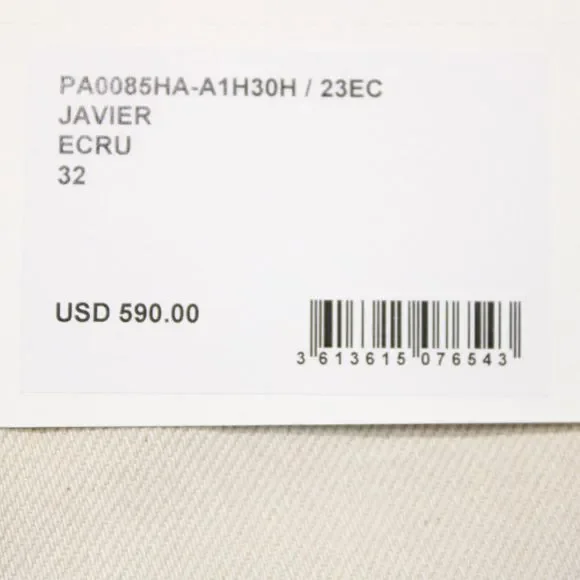 PA0085HA-A1H30H / 23EC
JAVIER
ECRU
32
USD 590.00
3 613615 076543